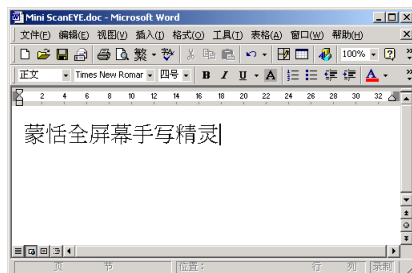 Mini ScanEYE.doc - Microsoft Word
文件(F) 编辑(E) 视图(V) 插入(I) 格式(O) 工具(T) 表格(A) 窗口(W) 帮助(H)
繁 100%
正文 Times New Romar 四号 B I U A A
2 4 6 8 10 12 14 16 18 20 22 24 26 28 30 32
蒙恬全屏幕手写精灵
页 节 位置: 行 列 录制